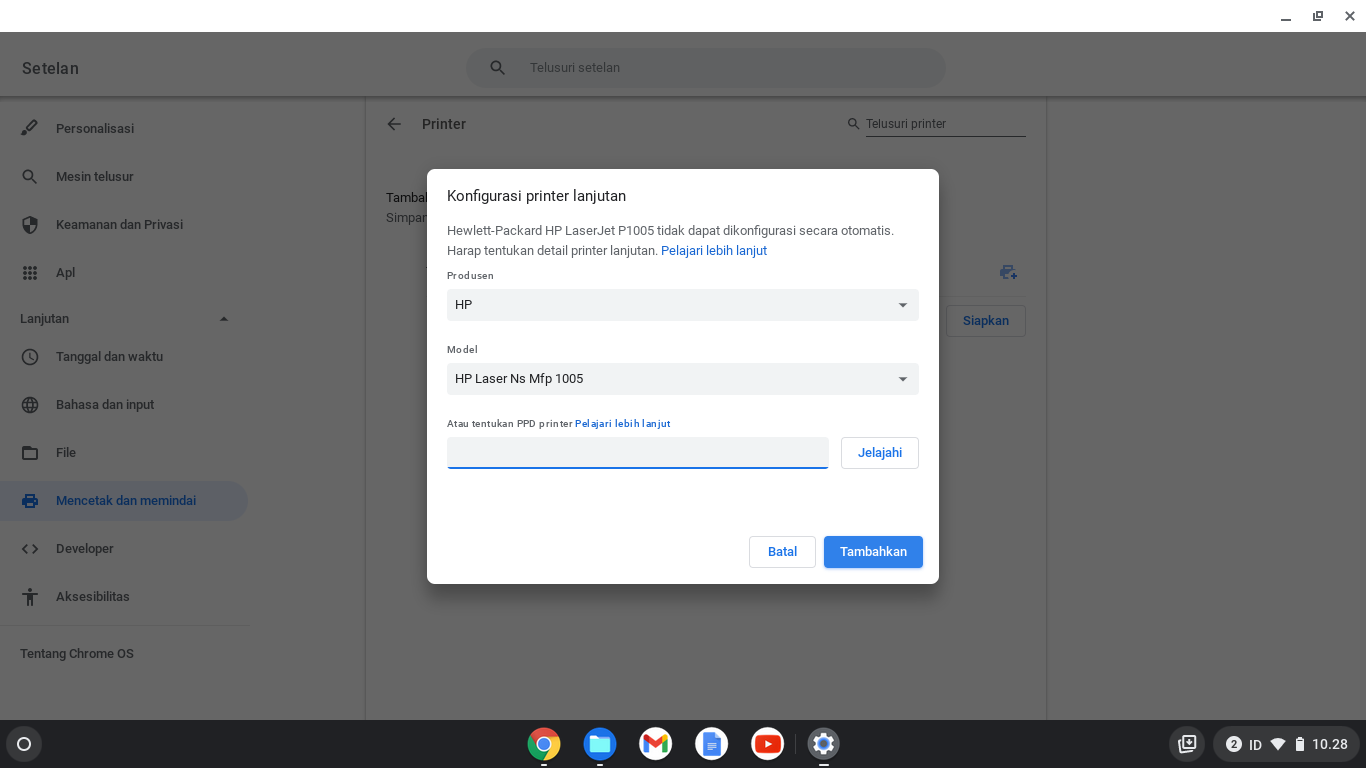 Setelan
Telusuri setelan
Personalisasi
Mesin telusur
Keamanan dan Privasi
Apl
Lanjutan
Tanggal dan waktu
Bahasa dan input
File
Mencetak dan memindai
Developer
Aksesibilitas
Tentang Chrome OS
Printer
Telusuri printer
Siapkan
Konfigurasi printer lanjutan
Hewlett-Packard HP LaserJet P1005 tidak dapat dikonfigurasi secara otomatis.
Harap tentukan detail printer lanjutan. Pelajari lebih lanjut
Produsen
HP
Model
HP Laser Ns Mfp 1005
Atau tentukan PPD printer Pelajari lebih lanjut
Jelajahi
Batal
Tambahkan
2 ID 10.28